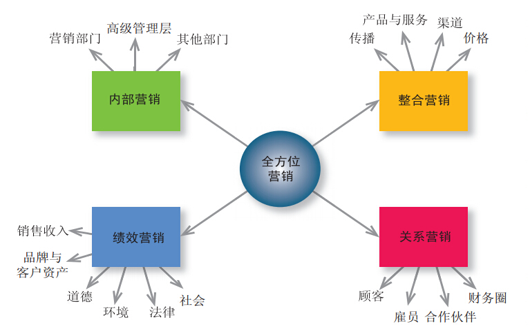 高级管理层
营销部门
其他部门
内部营销
产品与服务
传播
渠道
价格
整合营销
全方位
营销
绩效营销
销售收入
品牌与
客户资产
道德
环境
法律
社会
关系营销
顾客
雇员
合作伙伴
财务圈